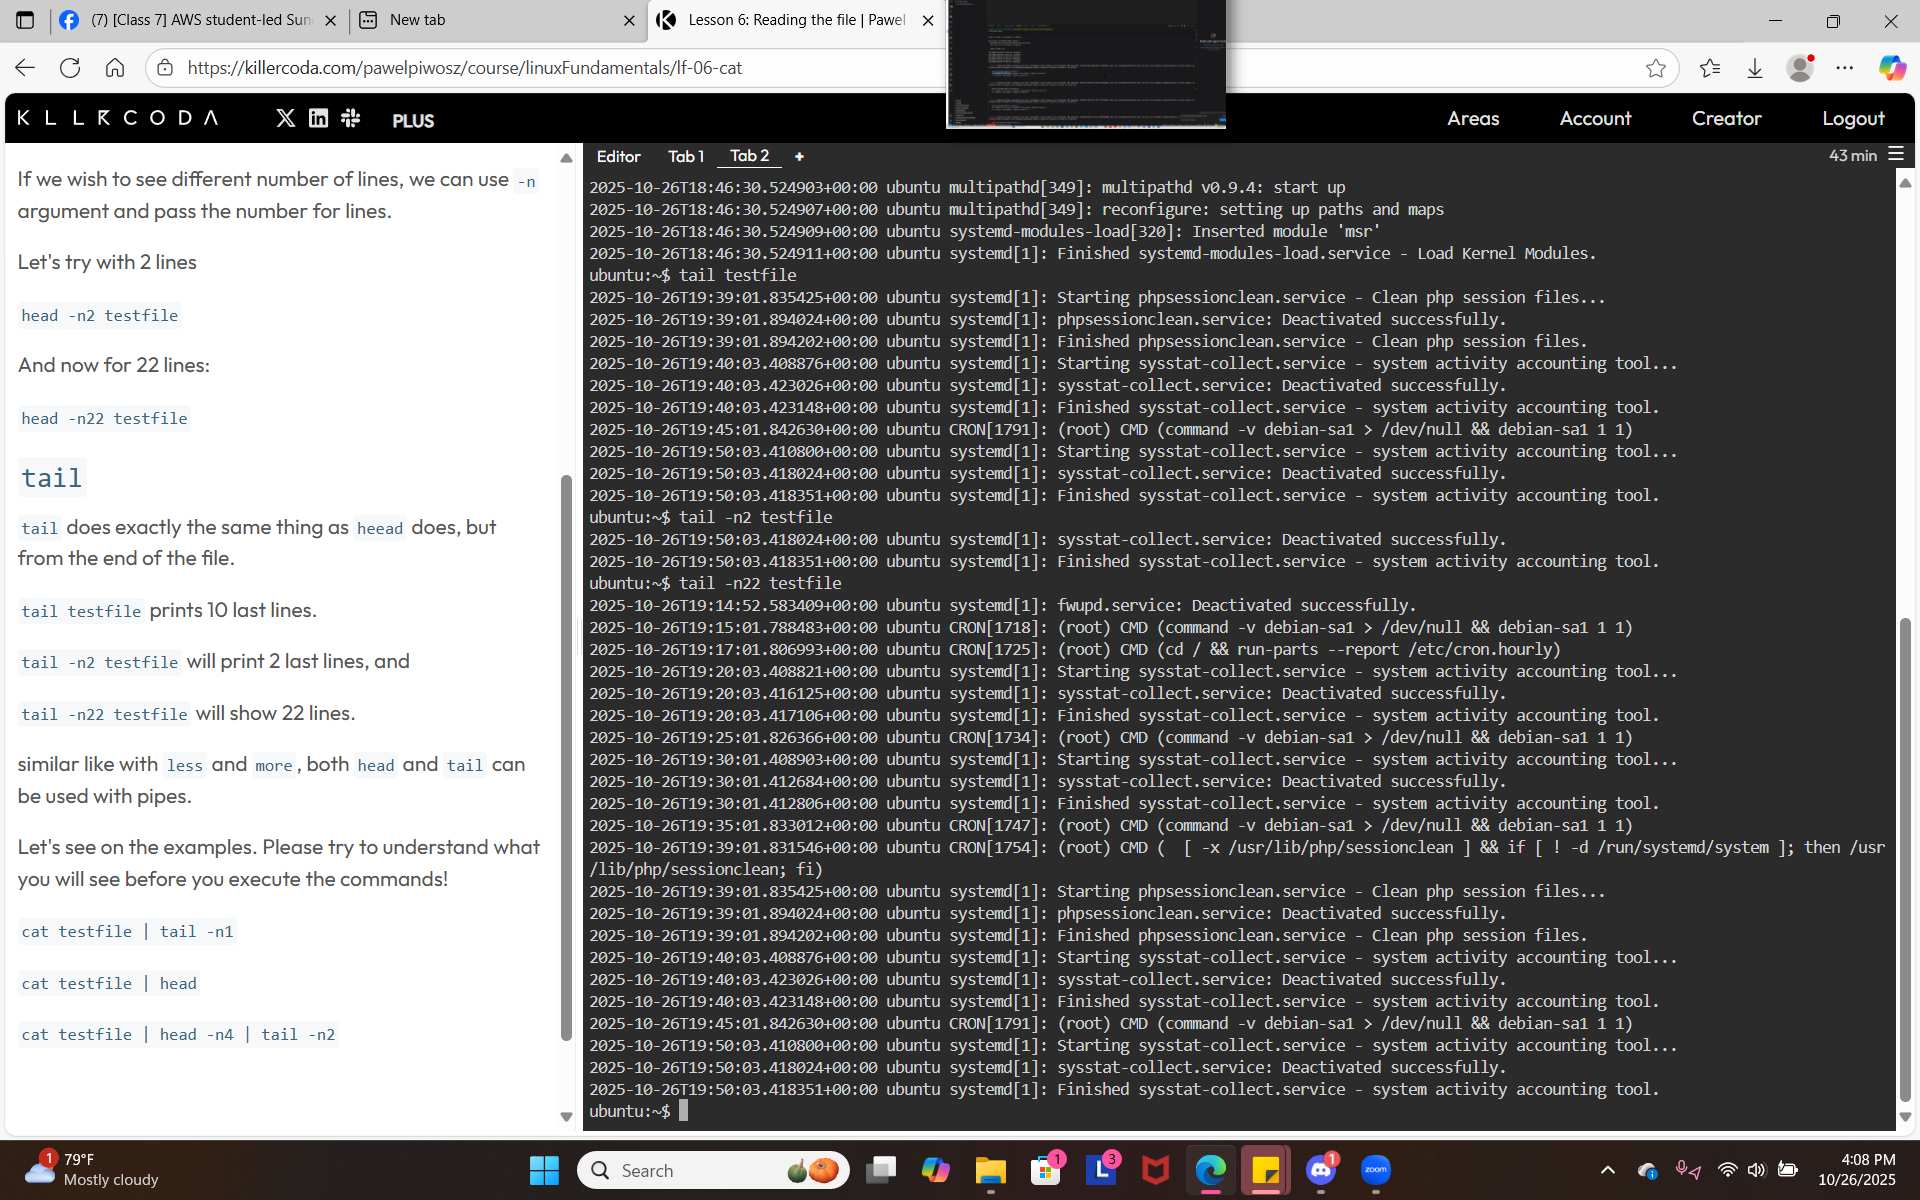 (7) [Class 7] AWS student-led Sun
New tab
Lesson 6: Reading the file | Pawel
https://killercoda.com/pawelpiwosz/course/linuxFundamentals/lf-06-cat
KILLERCODA
PLUS
Areas
Account
Creator
Logout
If we wish to see different number of lines, we can use -n
argument and pass the number for lines.
Let's try with 2 lines
head -n2 testfile
And now for 22 lines:
head -n22 testfile
tail
tail does exactly the same thing as heead does, but
from the end of the file.
tail testfile prints 10 last lines.
tail -n2 testfile will print 2 last lines, and
tail -n22 testfile will show 22 lines.
similar like with less and more, both head and tail can
be used with pipes.
Let's see on the examples. Please try to understand what
you will see before you execute the commands!
cat testfile | tail -n1
cat testfile | head
cat testfile | head -n4 | tail -n2
Editor Tab 1 Tab 2 +
43 min
2025-10-26T18:46:30.524903+00:00 ubuntu multipathd[349]: multipathd v0.9.4: start up
2025-10-26T18:46:30.524907+00:00 ubuntu multipathd[349]: reconfigure: setting up paths and maps
2025-10-26T18:46:30.524909+00:00 ubuntu systemd-modules-load[320]: Inserted module 'msr'
2025-10-26T18:46:30.524911+00:00 ubuntu systemd[1]: Finished systemd-modules-load.service - Load Kernel Modules.
ubuntu:~$ tail testfile
2025-10-26T19:39:01.835425+00:00 ubuntu systemd[1]: Starting phpsessionclean.service - Clean php session files...
2025-10-26T19:39:01.894024+00:00 ubuntu systemd[1]: phpsessionclean.service: Deactivated successfully.
2025-10-26T19:39:01.894202+00:00 ubuntu systemd[1]: Finished phpsessionclean.service - Clean php session files.
2025-10-26T19:40:03.408876+00:00 ubuntu systemd[1]: Starting sysstat-collect.service - system activity accounting tool...
2025-10-26T19:40:03.423026+00:00 ubuntu systemd[1]: sysstat-collect.service: Deactivated successfully.
2025-10-26T19:40:03.423148+00:00 ubuntu systemd[1]: Finished sysstat-collect.service - system activity accounting tool.
2025-10-26T19:45:01.842630+00:00 ubuntu CRON[1791]: (root) CMD (command -v debian-sa1 > /dev/null && debian-sa1 1 1)
2025-10-26T19:50:03.410800+00:00 ubuntu systemd[1]: Starting sysstat-collect.service - system activity accounting tool...
2025-10-26T19:50:03.418024+00:00 ubuntu systemd[1]: sysstat-collect.service: Deactivated successfully.
2025-10-26T19:50:03.418351+00:00 ubuntu systemd[1]: Finished sysstat-collect.service - system activity accounting tool.
ubuntu:~$ tail -n2 testfile
2025-10-26T19:50:03.418024+00:00 ubuntu systemd[1]: sysstat-collect.service: Deactivated successfully.
2025-10-26T19:50:03.418351+00:00 ubuntu systemd[1]: Finished sysstat-collect.service - system activity accounting tool.
ubuntu:~$ tail -n22 testfile
2025-10-26T19:14:52.583409+00:00 ubuntu systemd[1]: fwupd.service: Deactivated successfully.
2025-10-26T19:15:01.788483+00:00 ubuntu CRON[1718]: (root) CMD (command -v debian-sa1 > /dev/null && debian-sa1 1 1)
2025-10-26T19:17:01.806993+00:00 ubuntu CRON[1725]: (root) CMD (cd / && run-parts --report /etc/cron.hourly)
2025-10-26T19:20:03.408821+00:00 ubuntu systemd[1]: Starting sysstat-collect.service - system activity accounting tool...
2025-10-26T19:20:03.416125+00:00 ubuntu systemd[1]: sysstat-collect.service: Deactivated successfully.
2025-10-26T19:20:03.417106+00:00 ubuntu systemd[1]: Finished sysstat-collect.service - system activity accounting tool.
2025-10-26T19:25:01.826366+00:00 ubuntu CRON[1734]: (root) CMD (command -v debian-sa1 > /dev/null && debian-sa1 1 1)
2025-10-26T19:30:01.408903+00:00 ubuntu systemd[1]: Starting sysstat-collect.service - system activity accounting tool...
2025-10-26T19:30:01.412684+00:00 ubuntu systemd[1]: sysstat-collect.service: Deactivated successfully.
2025-10-26T19:30:01.412806+00:00 ubuntu systemd[1]: Finished sysstat-collect.service - system activity accounting tool.
2025-10-26T19:35:01.833012+00:00 ubuntu CRON[1747]: (root) CMD (command -v debian-sa1 > /dev/null && debian-sa1 1 1)
2025-10-26T19:39:01.831546+00:00 ubuntu CRON[1754]: (root) CMD (  [ -x /usr/lib/php/sessionclean ] && if [ ! -d /run/systemd/system ]; then /usr
/lib/php/sessionclean; fi)
2025-10-26T19:39:01.835425+00:00 ubuntu systemd[1]: Starting phpsessionclean.service - Clean php session files...
2025-10-26T19:39:01.894024+00:00 ubuntu systemd[1]: phpsessionclean.service: Deactivated successfully.
2025-10-26T19:39:01.894202+00:00 ubuntu systemd[1]: Finished phpsessionclean.service - Clean php session files.
2025-10-26T19:40:03.408876+00:00 ubuntu systemd[1]: Starting sysstat-collect.service - system activity accounting tool...
2025-10-26T19:40:03.423026+00:00 ubuntu systemd[1]: sysstat-collect.service: Deactivated successfully.
2025-10-26T19:40:03.423148+00:00 ubuntu systemd[1]: Finished sysstat-collect.service - system activity accounting tool.
2025-10-26T19:45:01.842630+00:00 ubuntu CRON[1791]: (root) CMD (command -v debian-sa1 > /dev/null && debian-sa1 1 1)
2025-10-26T19:50:03.410800+00:00 ubuntu systemd[1]: Starting sysstat-collect.service - system activity accounting tool...
2025-10-26T19:50:03.418024+00:00 ubuntu systemd[1]: sysstat-collect.service: Deactivated successfully.
2025-10-26T19:50:03.418351+00:00 ubuntu systemd[1]: Finished sysstat-collect.service - system activity accounting tool.
ubuntu:~$
1
79°F
Mostly cloudy
Search
1
L
3
1
zoom
4:08 PM
10/26/2025